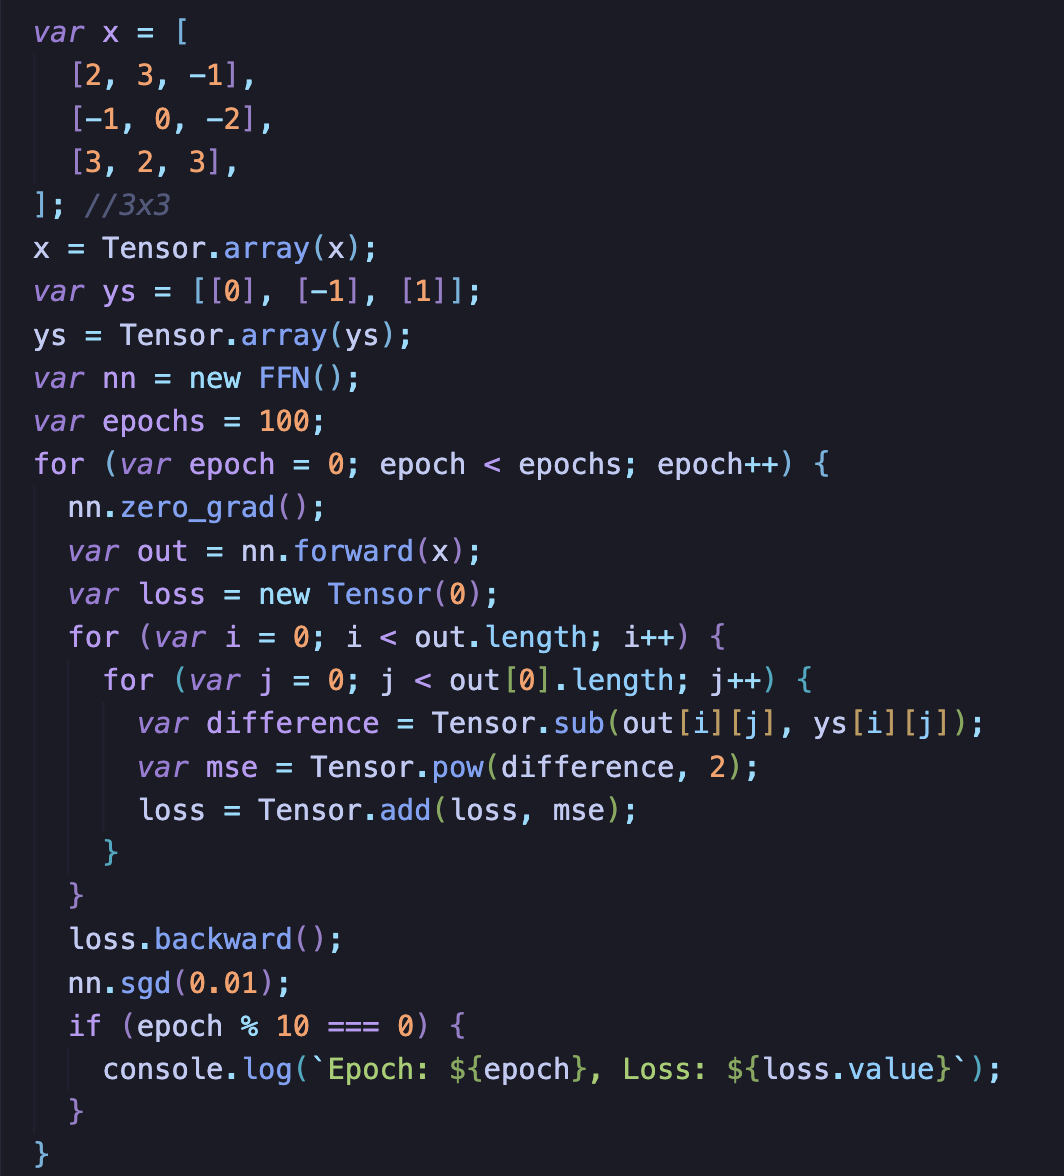 var x = [
  [2, 3, -1],
  [-1, 0, -2],
  [3, 2, 3],
]; //3x3
x = Tensor.array(x);
var ys = [[0], [-1], [1]];
ys = Tensor.array(ys);
var nn = new FFN();
var epochs = 100;
for (var epoch = 0; epoch < epochs; epoch++) {
  nn.zero_grad();
  var out = nn.forward(x);
  var loss = new Tensor(0);
  for (var i = 0; i < out.length; i++) {
    for (var j = 0; j < out[0].length; j++) {
      var difference = Tensor.sub(out[i][j], ys[i][j]);
      var mse = Tensor.pow(difference, 2);
      loss = Tensor.add(loss, mse);
    }
  }
  loss.backward();
  nn.sgd(0.01);
  if (epoch % 10 === 0) {
    console.log(`Epoch: ${epoch}, Loss: ${loss.value}`);
  }
}